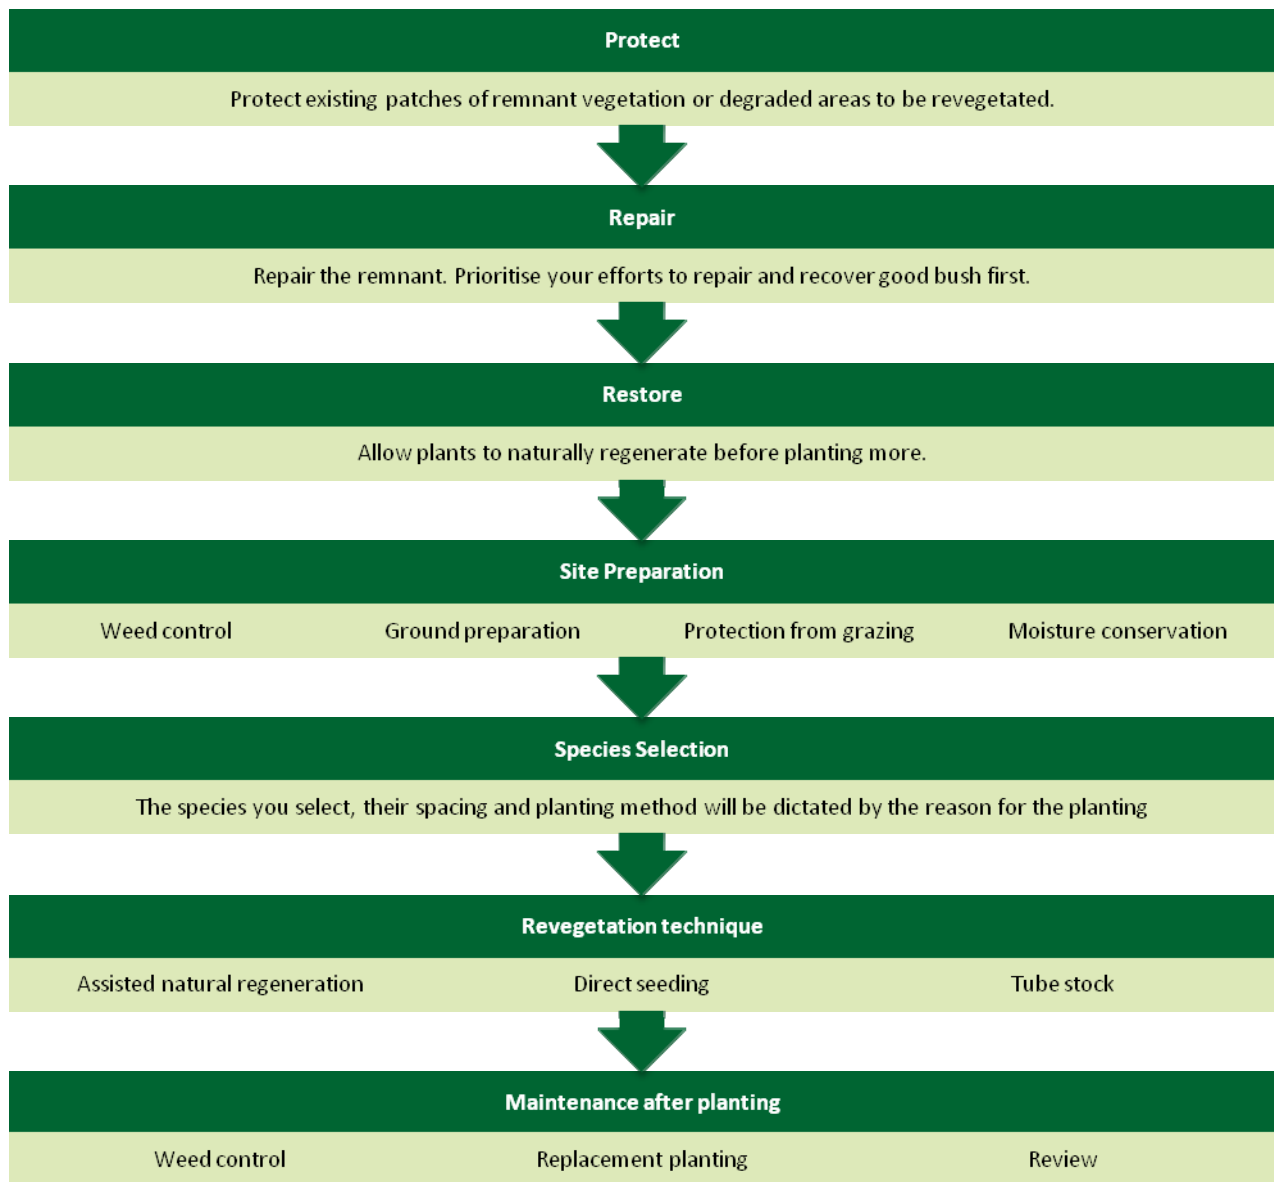 Protect
Protect existing patches of remnant vegetation or degraded areas to be revegetated.
Repair
Repair the remnant. Prioritise your efforts to repair and recover good bush first.
Restore
Allow plants to naturally regenerate before planting more.
Site Preparation
Weed control Ground preparation Protection from grazing Moisture conservation
Species Selection
The species you select, their spacing and planting method will be dictated by the reason for the planting
Revegetation technique
Assisted natural regeneration Direct seeding Tube stock
Maintenance after planting
Weed control Replacement planting Review